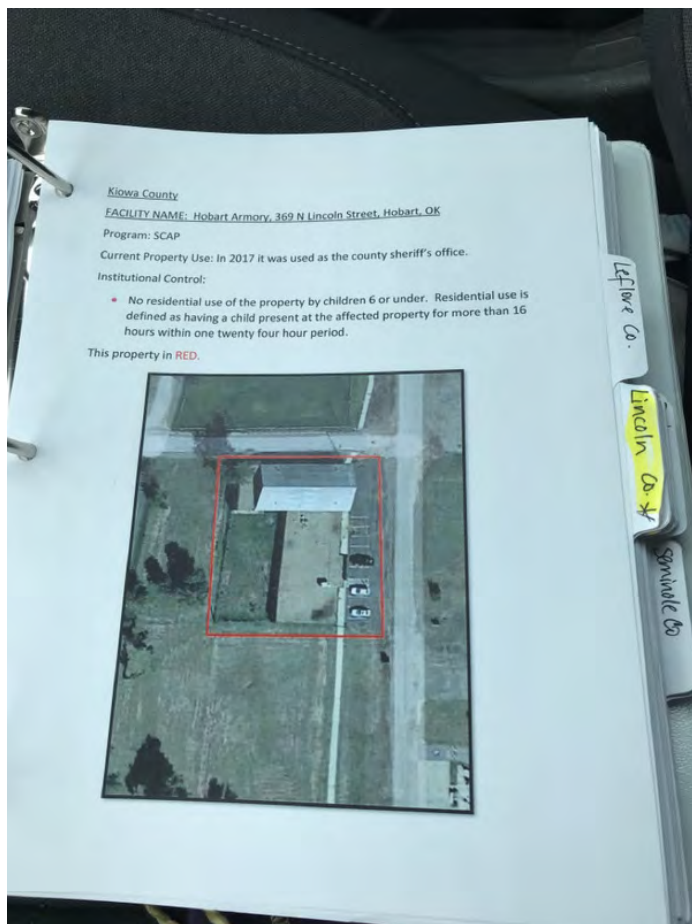 Kiowa County
FACILITY NAME: Hobart Armory, 369 N Lincoln Street, Hobart, OK
Program: SCAP
Current Property Use: In 2017 it was used as the county sheriff's office.
Institutional Control:
• No residential use of the property by children 6 or under. Residential use is
defined as having a child present at the affected property for more than 16
hours within one twenty four hour period.
This property in RED.
Leflore Co.
Lincoln Co. *
Seminole Co